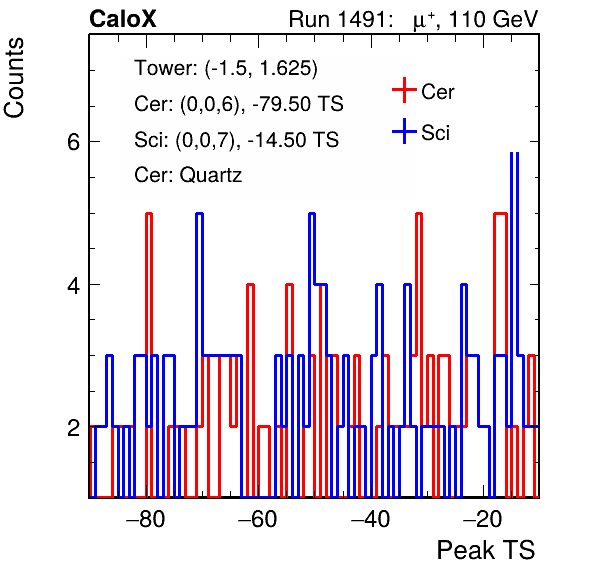 CaloX Run 1491: μ⁺, 110 GeV
Counts
Tower: (-1.5, 1.625)
Cer: (0,0,6), -79.50 TS
Sci: (0,0,7), -14.50 TS
Cer: Quartz
Cer
Sci
6
4
2
−80 −60 −40 −20
Peak TS